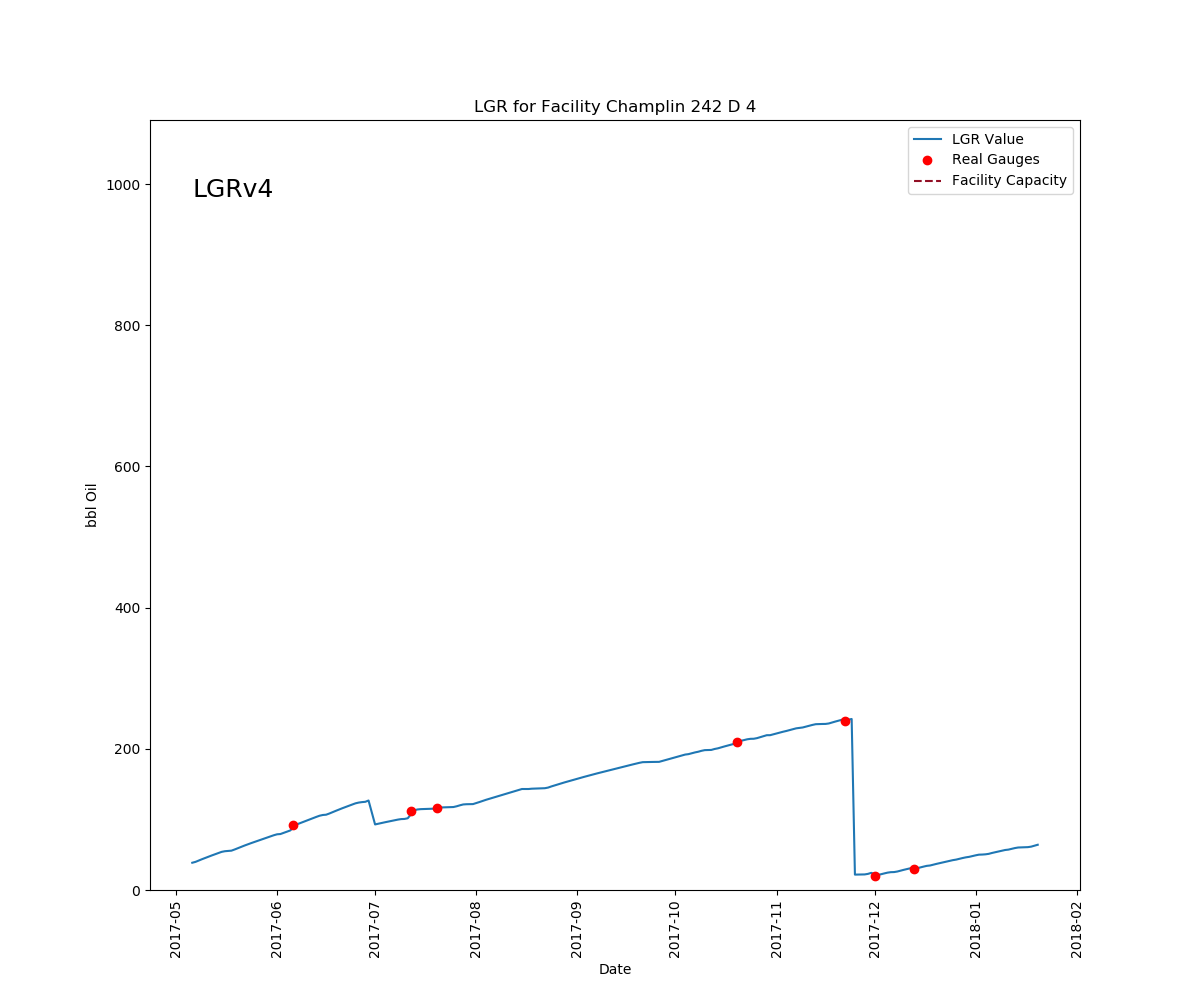 LGR for Facility Champlin 242 D 4
LGRv4
LGR Value
Real Gauges
Facility Capacity
1000
800
600
400
200
0
bbl Oil
2017-05
2017-06
2017-07
2017-08
2017-09
2017-10
2017-11
2017-12
2018-01
2018-02
Date